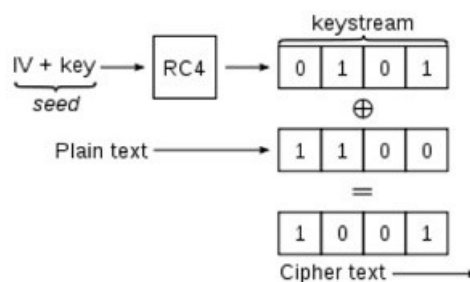 keystream
IV + key
RC4
0 1 0 1
seed
⊕
Plain text
1 1 0 0
=
1 0 0 1
Cipher text